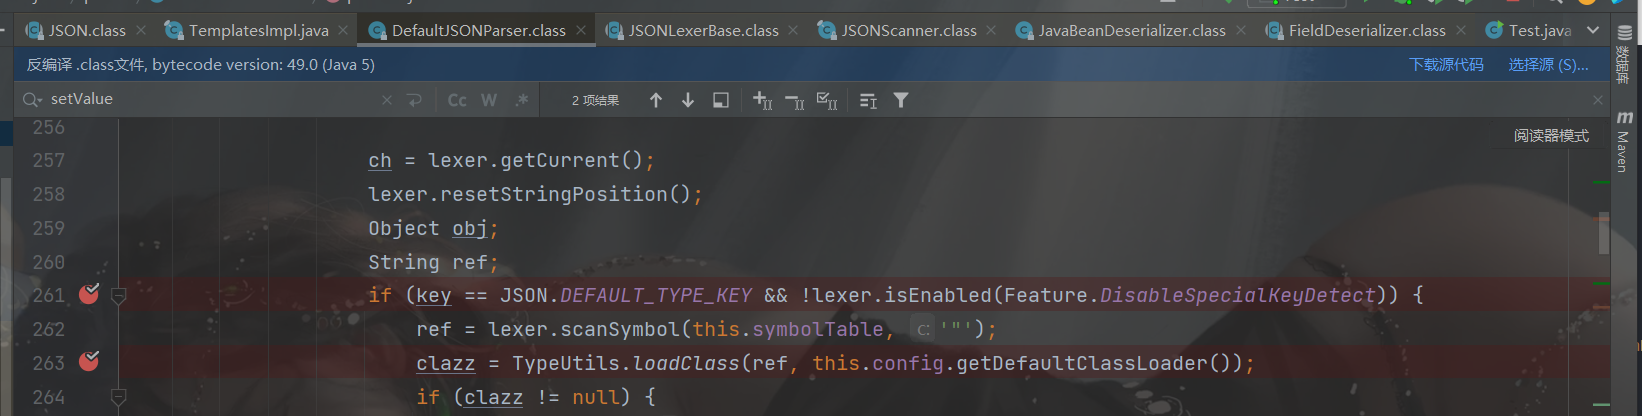 JSON.class TemplatesImpl.java DefaultJSONParser.class JSONLexerBase.class JSONScanner.class JavaBeanDeserializer.class FieldDeserializer.class Test.java
反编译 .class文件, bytecode version: 49.0 (Java 5) 下载源代码 选择源 (S)...
setValue Cc W .* 2 项结果
阅读器模式
256
257 ch = lexer.getCurrent();
258 lexer.resetStringPosition();
259 Object obj;
260 String ref;
261 if (key == JSON.DEFAULT_TYPE_KEY && !lexer.isEnabled(Feature.DisableSpecialKeyDetect)) {
262 ref = lexer.scanSymbol(this.symbolTable, C: '"');
263 clazz = TypeUtils.loadClass(ref, this.config.getDefaultClassLoader());
264 if (clazz != null) {
数据库
m Maven